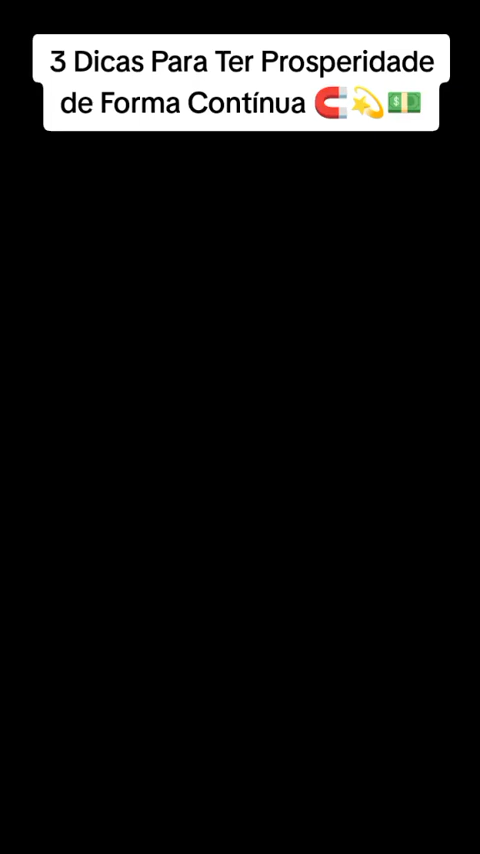 3 Dicas Para Ter Prosperidade
de Forma Contínua 🧲💫💵